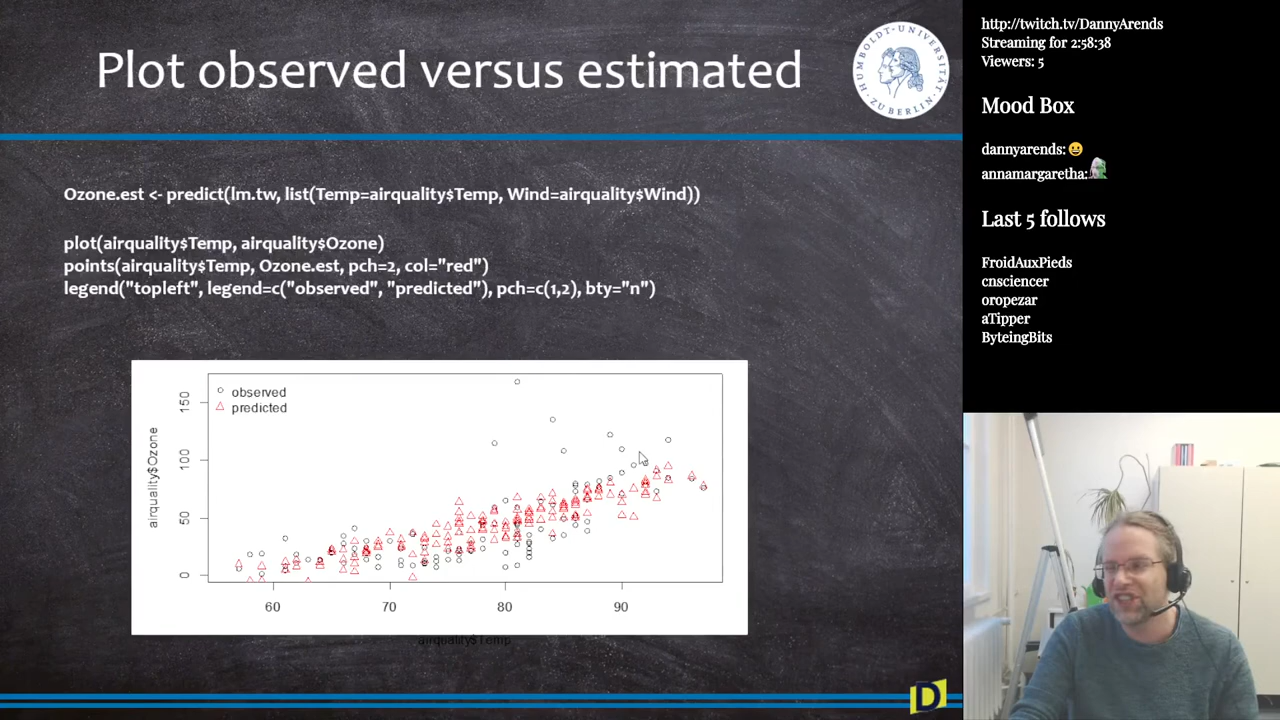 Plot observed versus estimated
HUMBOLDT-UNIVERSITÄT
ZU BERLIN
Ozone.est <- predict(lm.tw, list(Temp=airquality$Temp, Wind=airquality$Wind))
plot(airquality$Temp, airquality$Ozone)
points(airquality$Temp, Ozone.est, pch=2, col="red")
legend("topleft", legend=c("observed", "predicted"), pch=c(1,2), bty="n")
observed
predicted
airquality$Ozone
150
100
50
0
60
70
80
90
airquality$Temp
D
http://twitch.tv/DannyArends
Streaming for 2:58:38
Viewers: 5
Mood Box
dannyarends:
annamargaretha:
Last 5 follows
FroidAuxPieds
cnsciencer
oropezar
aTipper
ByteingBits